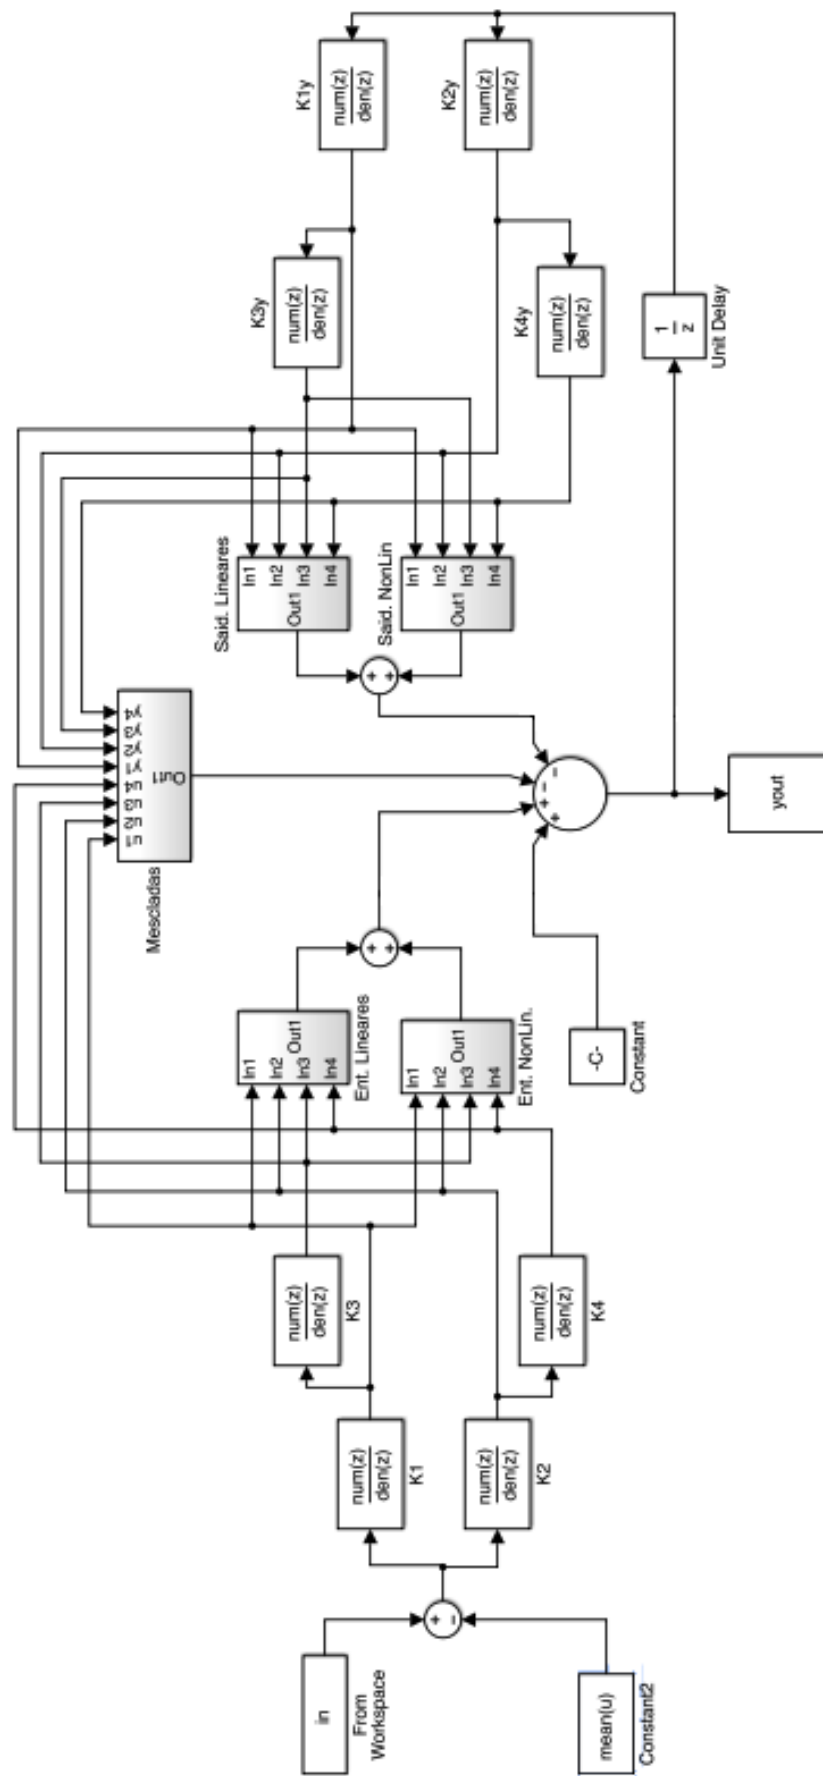 in
From
Workspace
mean(u)
Constant2
+
−
num(z)
den(z)
K1
num(z)
den(z)
K2
num(z)
den(z)
K3
num(z)
den(z)
K4
In1
In2
In3
In4
Out1
Ent. Lineares
In1
In2
In3
In4
Out1
Ent. NonLin.
+
+
-C-
Constant
u1
u2
u3
u4
y1
y2
y3
y4
Out1
Mescladas
+
+
−
−
Said. Lineares
In1
In2
In3
In4
Out1
Said. NonLin
In1
In2
In3
In4
Out1
+
+
yout
1
z
Unit Delay
K3y
num(z)
den(z)
K4y
num(z)
den(z)
K1y
num(z)
den(z)
K2y
num(z)
den(z)